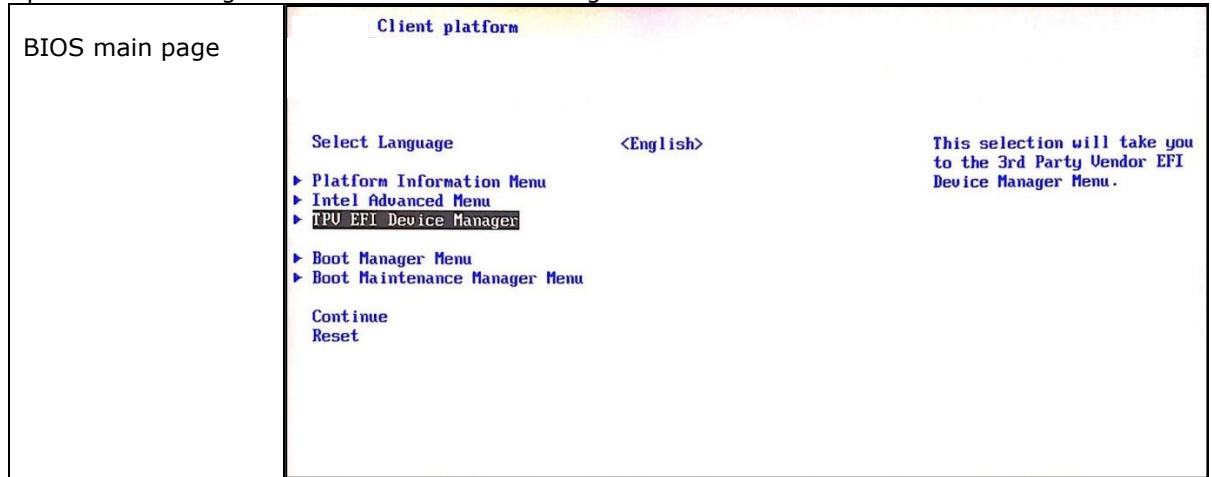 BIOS main page
Client platform
Select Language <English> This selection will take you
to the 3rd Party Vendor EFI
▶ Platform Information Menu Device Manager Menu.
▶ Intel Advanced Menu
▶ TPV EFI Device Manager
▶ Boot Manager Menu
▶ Boot Maintenance Manager Menu
Continue
Reset